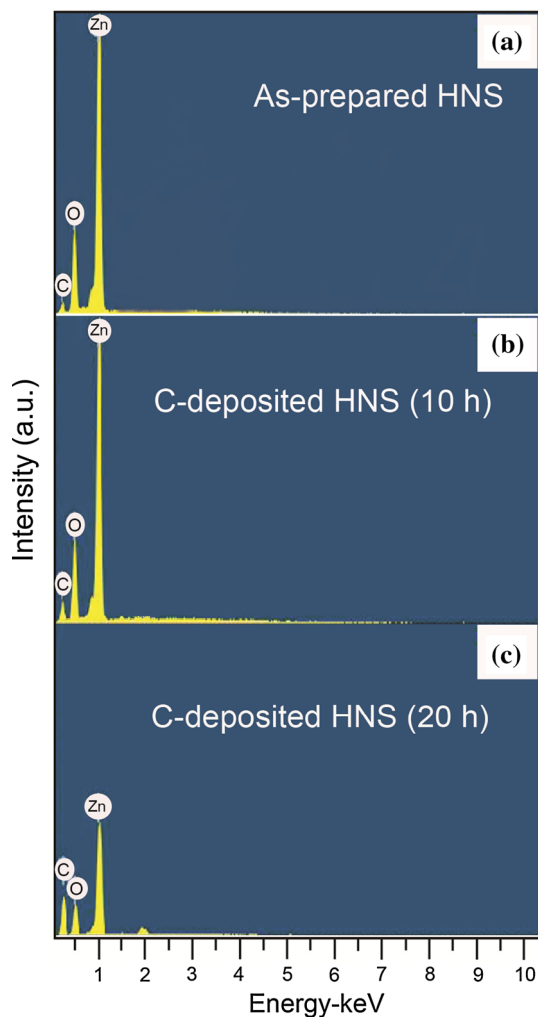 Zn
(a)
As-prepared HNS
O
C
Zn
(b)
C-deposited HNS (10 h)
O
C
(c)
C-deposited HNS (20 h)
Zn
C
O
Intensity (a.u.)
1 2 3 4 5 6 7 8 9 10
Energy-keV